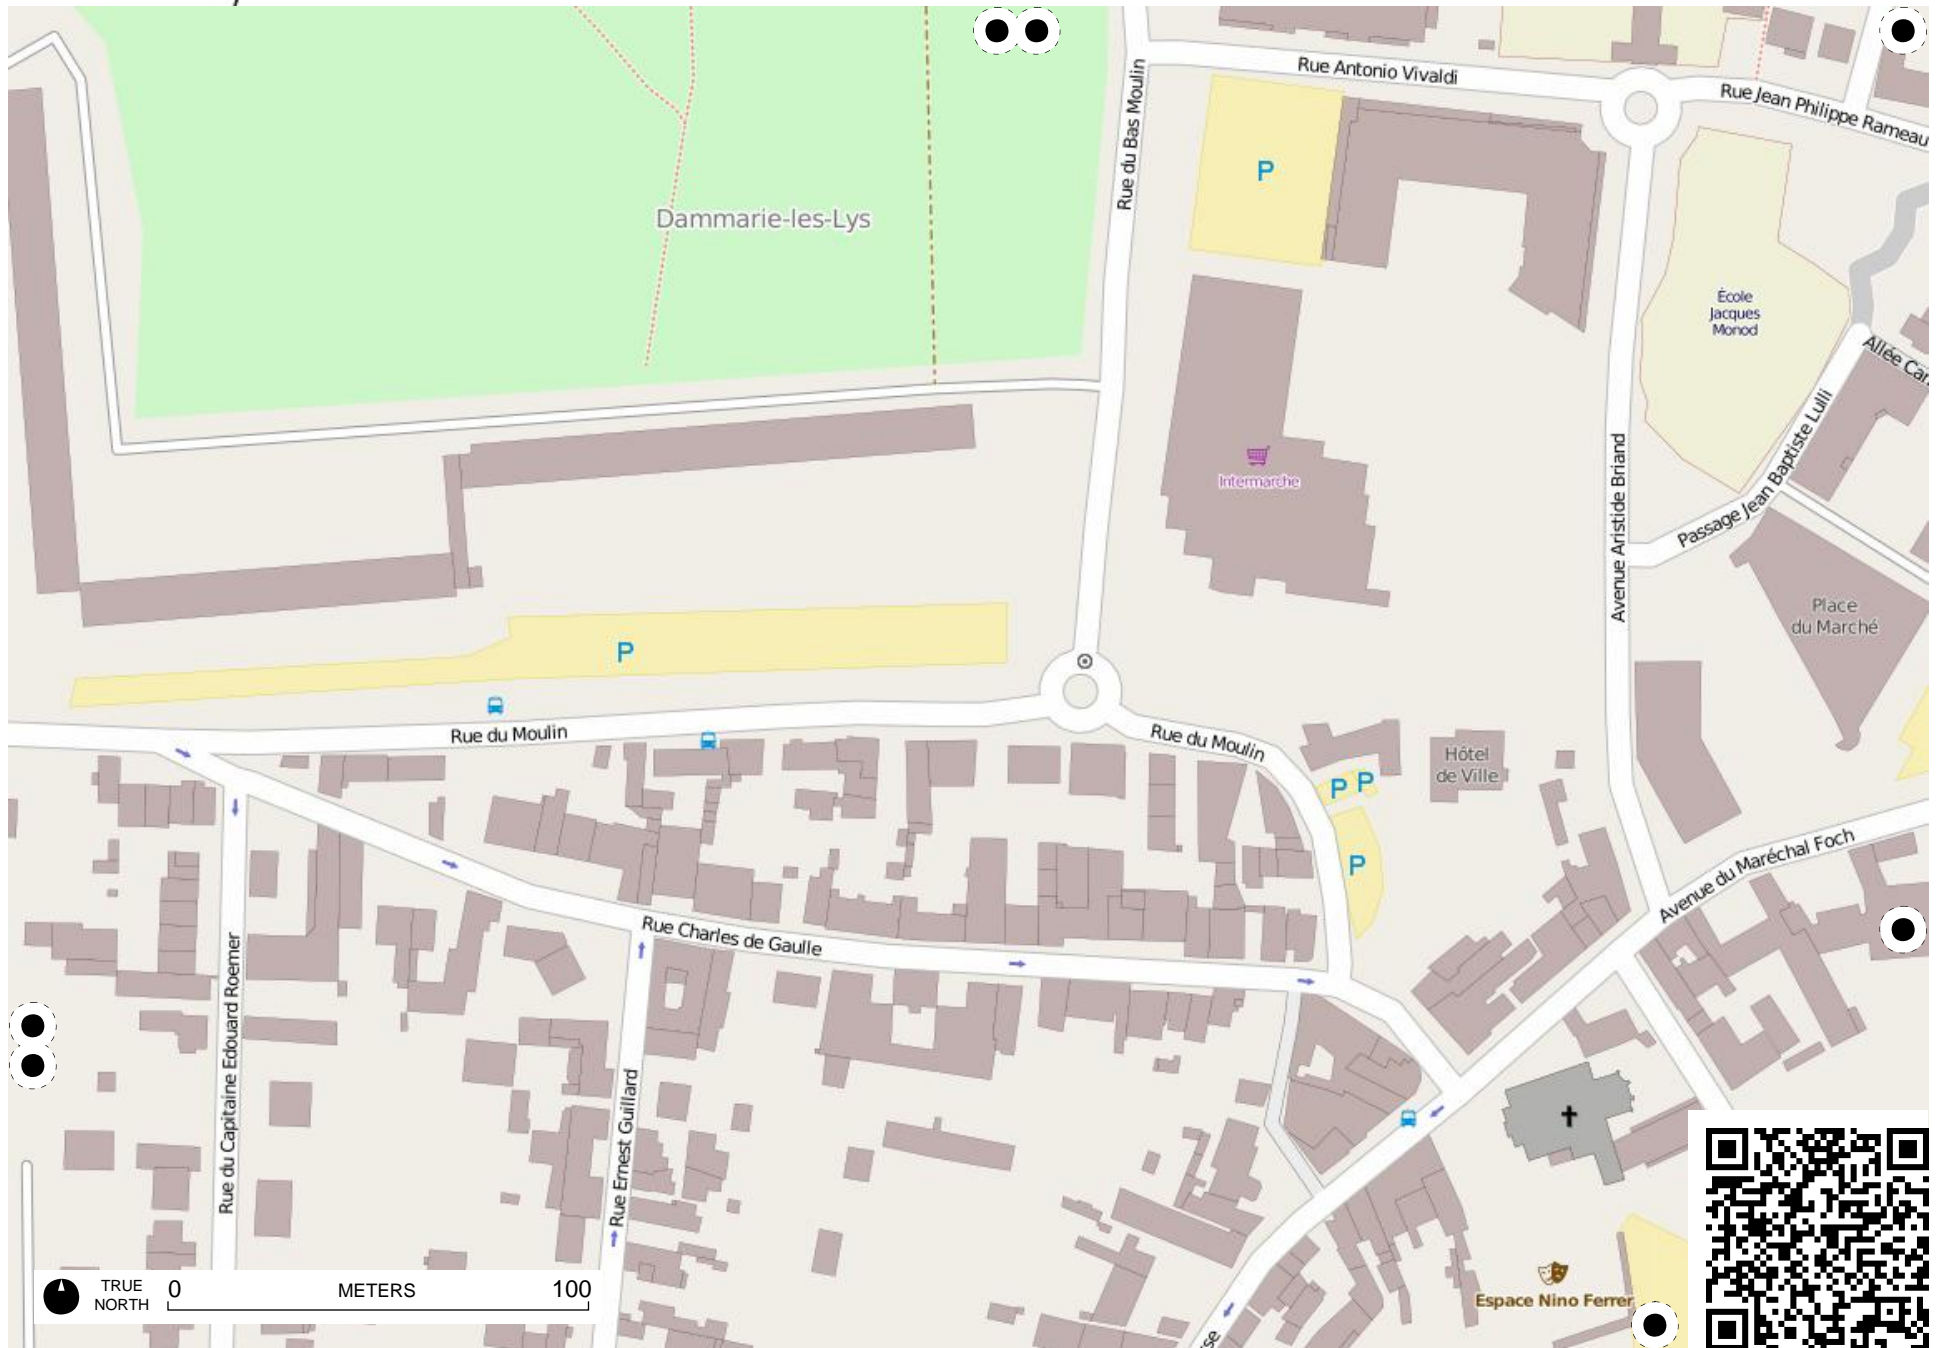 Rue Antonio Vivaldi
Rue Jean Philippe Rameau
Rue du Bas Moulin
P
Dammarie-les-Lys
École
Jacques
Monod
Allée Car
Passage Jean Baptiste Lulli
Avenue Aristide Briand
Intermarche
Place
du Marché
P
Rue du Moulin
Rue du Moulin
Hôtel
de Ville
P P
P
Avenue du Maréchal Foch
Rue Charles de Gaulle
Rue du Capitaine Edouard Roemer
Rue Ernest Guillard
Espace Nino Ferrer
TRUE
NORTH
0 METERS 100